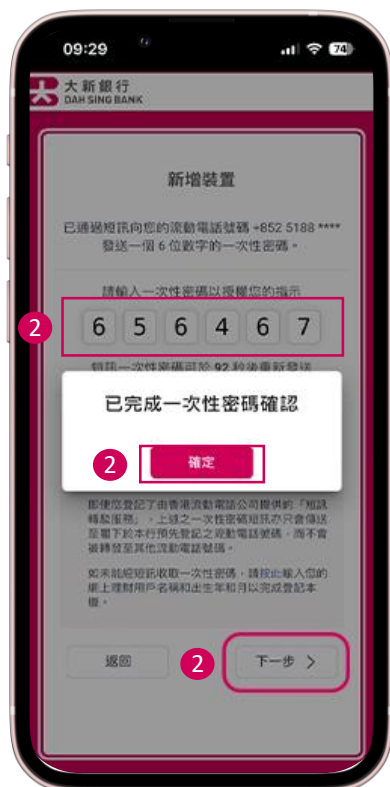 09:29
74
大新銀行
DAH SING BANK
新增裝置
已通過短訊向您的流動電話號碼 +852 5188 ****
發送一個 6 位數字的一次性密碼。
請輸入一次性密碼以授權您的指示
2
6 5 6 4 6 7
短訊一次性密碼可於 92 秒後重新發送
已完成一次性密碼確認
2
確定
即使您登記了由香港流動電話公司提供的「短訊
轉駁服務」，上述之一次性密碼短訊亦只會傳送
至閣下於本行預先登記之流動電話號碼，而不會
被轉發至其他流動電話號碼。
如未能經短訊收取一次性密碼，請按此輸入您的
網上理財用戶名稱和出生年和月以完成登記本
機。
返回
2
下一步 >